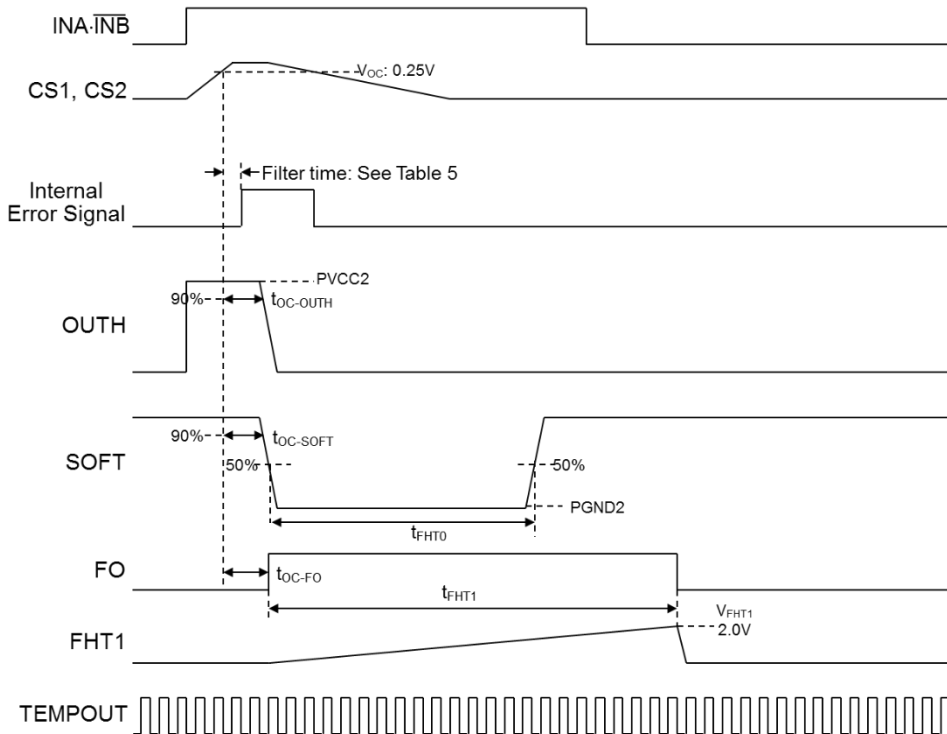 INA·I̅N̅B̅
V_OC: 0.25V
CS1, CS2
Filter time: See Table 5
Internal
Error Signal
PVCC2
90%
t_OC-OUTH
OUTH
90%
t_OC-SOFT
SOFT
50%
50%
PGND2
t_FHT0
FO
t_OC-FO
t_FHT1
V_FHT1
2.0V
FHT1
TEMPOUT